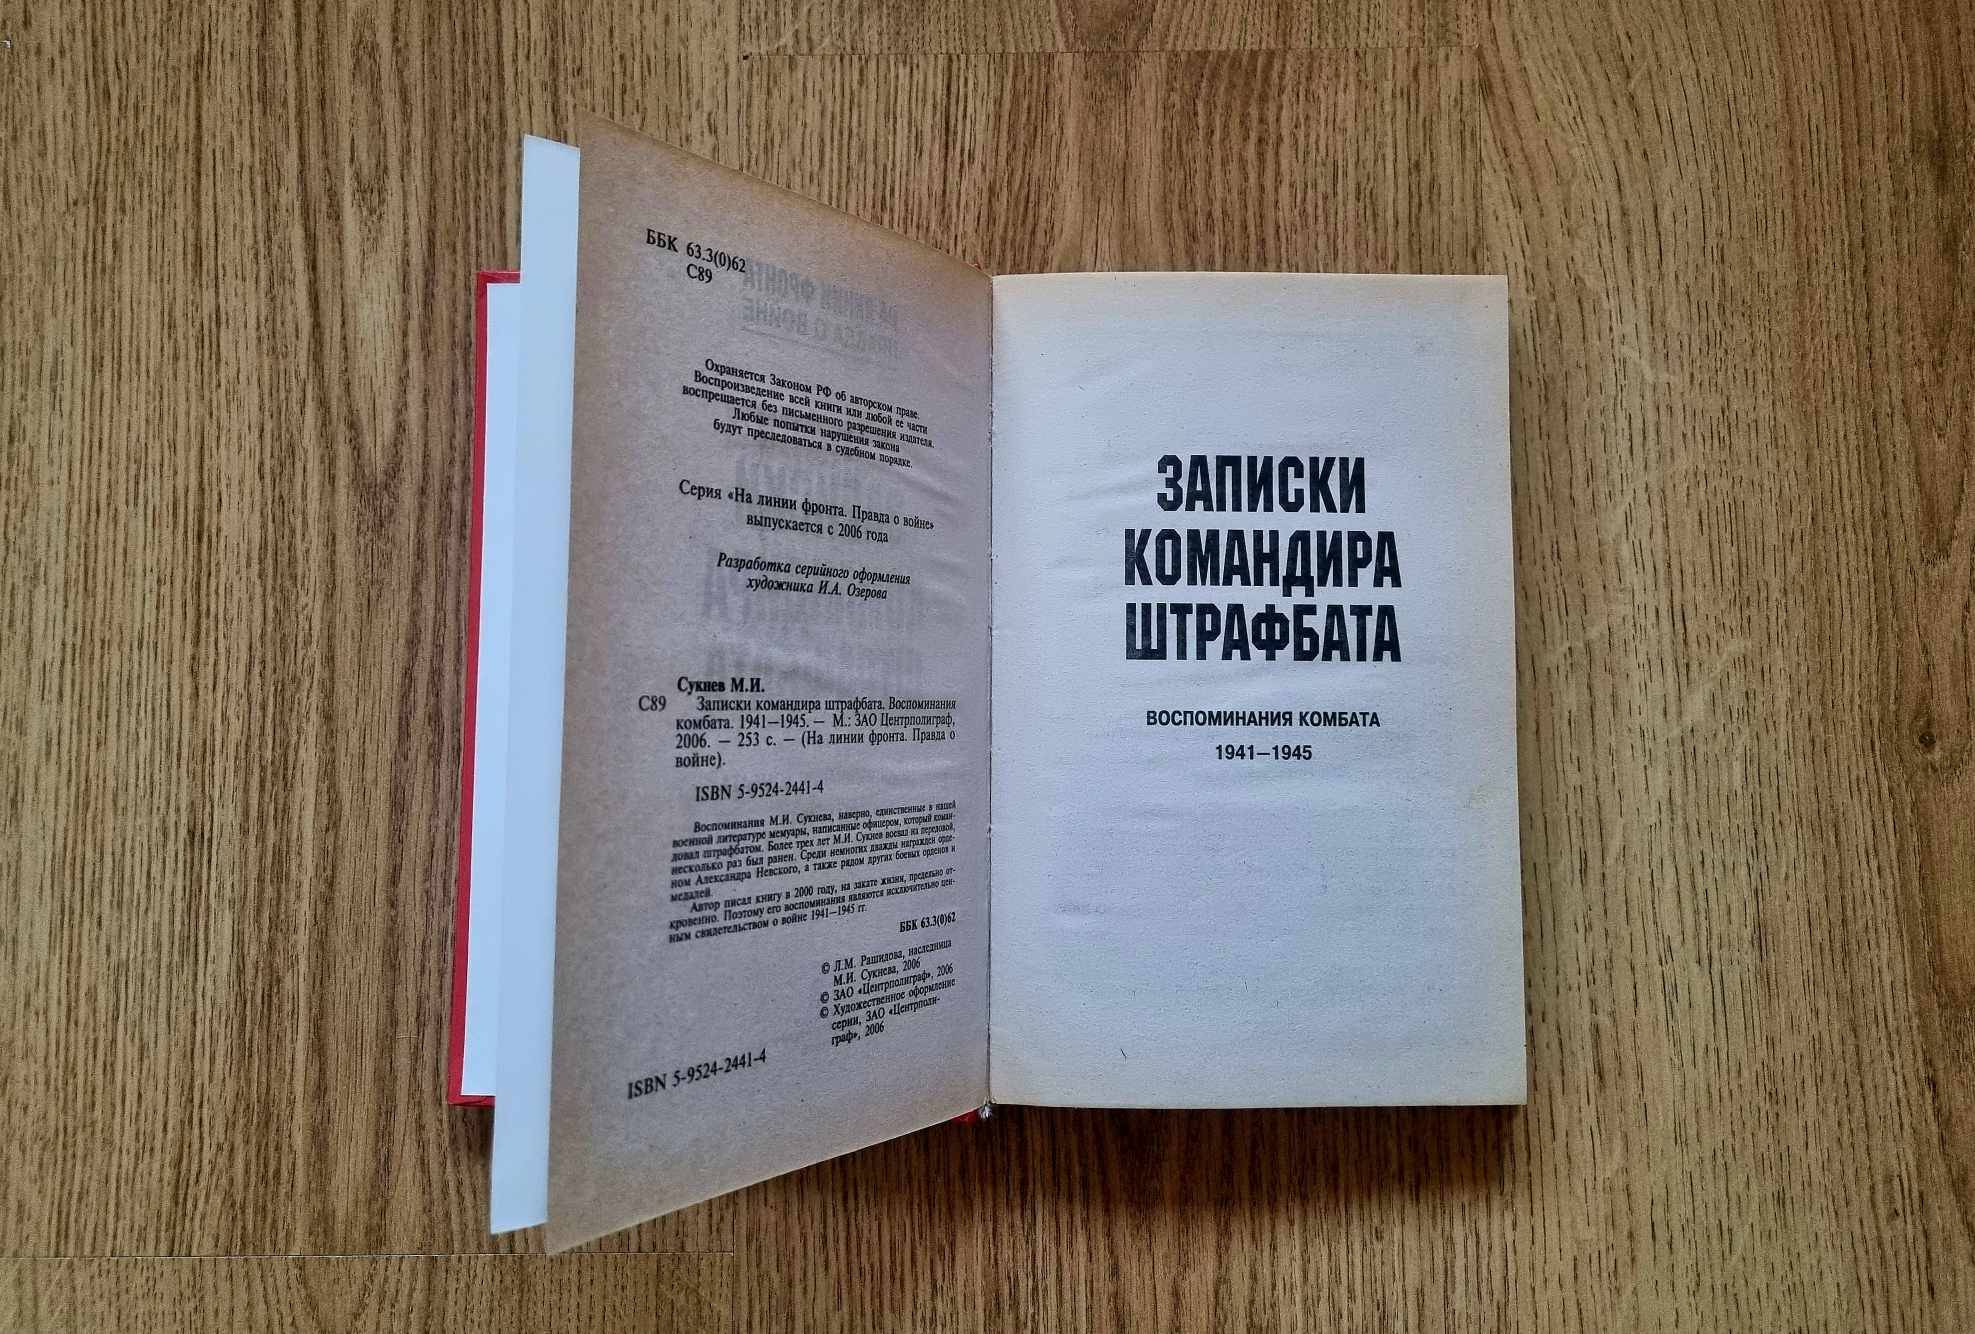 ББК 63.3(0)62
С89
Охраняется Законом РФ об авторском праве.
Воспроизведение всей книги или любой ее части
воспрещается без письменного разрешения издателя.
Любые попытки нарушения закона
будут преследоваться в судебном порядке.
Серия «На линии фронта. Правда о войне»
выпускается с 2006 года
Разработка серийного оформления
художника И.А. Озерова
Сукнев М.И.
С89 Записки командира штрафбата. Воспоминания
комбата. 1941—1945. — М.: ЗАО Центрполиграф,
2006. — 253 с. — (На линии фронта. Правда о
войне).
ISBN 5-9524-2441-4
Воспоминания М.И. Сукнева, наверно, единственные в нашей
военной литературе мемуары, написанные офицером, который коман-
довал штрафбатом. Более трех лет М.И. Сукнев воевал на передовой,
несколько раз был ранен. Среди немногих дважды награжден орде-
ном Александра Невского, а также рядом других боевых орденов и
медалей.
Автор писал книгу в 2000 году, на закате жизни, предельно от-
кровенно. Поэтому его воспоминания являются исключительно цен-
ным свидетельством о войне 1941—1945 гг.
ББК 63.3(0)62
© Л.М. Рашидова, наследница
М.И. Сукнева, 2006
© ЗАО «Центрполиграф», 2006
© Художественное оформление
серии, ЗАО «Центрполи-
граф», 2006
ISBN 5-9524-2441-4
ЗАПИСКИ
КОМАНДИРА
ШТРАФБАТА
ВОСПОМИНАНИЯ КОМБАТА
1941—1945